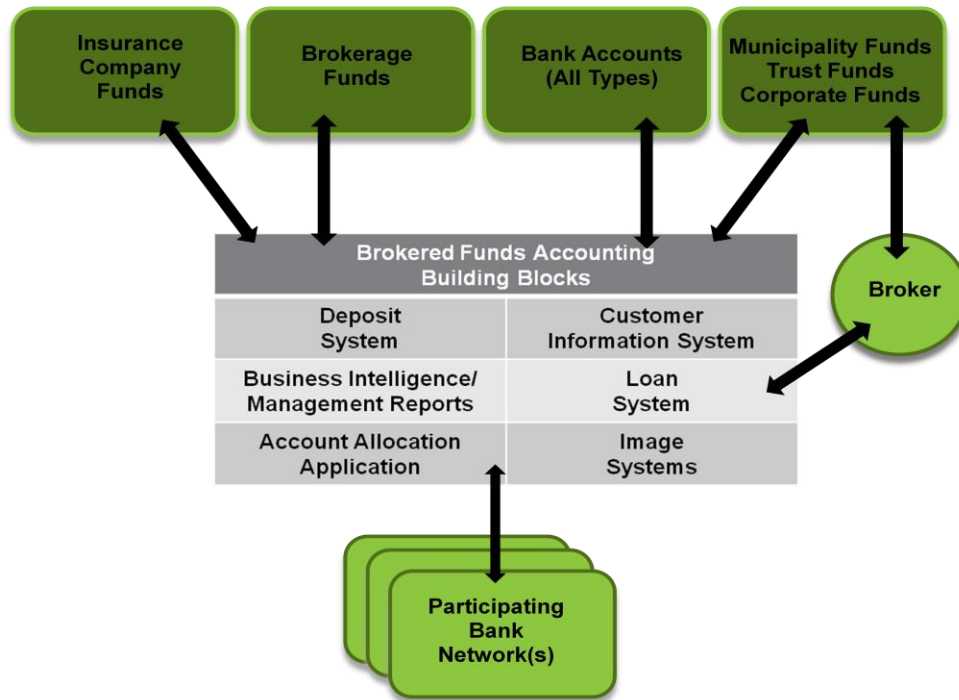 Insurance
Company
Funds
Brokerage
Funds
Bank Accounts
(All Types)
Municipality Funds
Trust Funds
Corporate Funds
Brokered Funds Accounting
Building Blocks
Broker
Deposit
System
Customer
Information System
Business Intelligence/
Management Reports
Loan
System
Account Allocation
Application
Image
Systems
Participating
Bank
Network(s)